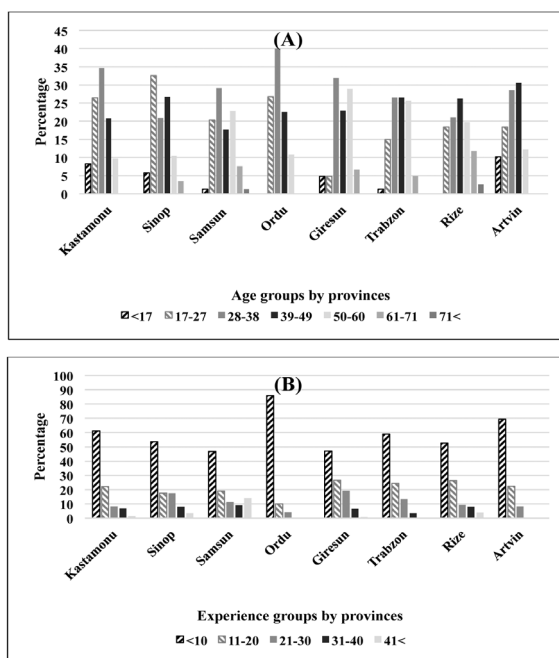 (A)
Percentage
45
40
35
30
25
20
15
10
5
0
Kastamonu Sinop Samsun Ordu Giresun Trabzon Rize Artvin
Age groups by provinces
<17 17-27 28-38 39-49 50-60 61-71 71<
(B)
Percentage
100
90
80
70
60
50
40
30
20
10
0
Kastamonu Sinop Samsun Ordu Giresun Trabzon Rize Artvin
Experience groups by provinces
<10 11-20 21-30 31-40 41<